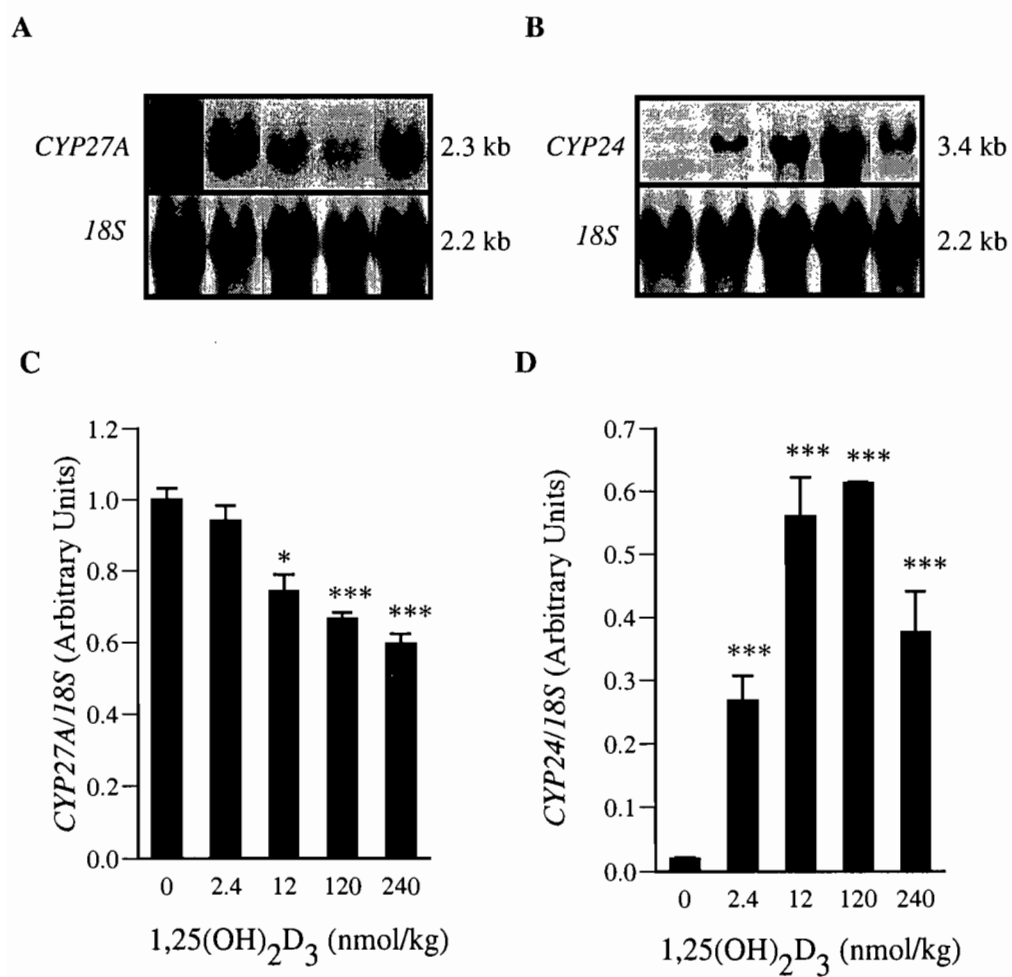 A
CYP27A 2.3 kb
18S 2.2 kb
B
CYP24 3.4 kb
18S 2.2 kb
C
CYP27A/18S (Arbitrary Units)
1.2
1.0
0.8
0.6
0.4
0.2
0.0
*
***
***
0 2.4 12 120 240
1,25(OH)2D3 (nmol/kg)
D
CYP24/18S (Arbitrary Units)
0.7
0.6
0.5
0.4
0.3
0.2
0.1
0.0
***
***
***
***
0 2.4 12 120 240
1,25(OH)2D3 (nmol/kg)